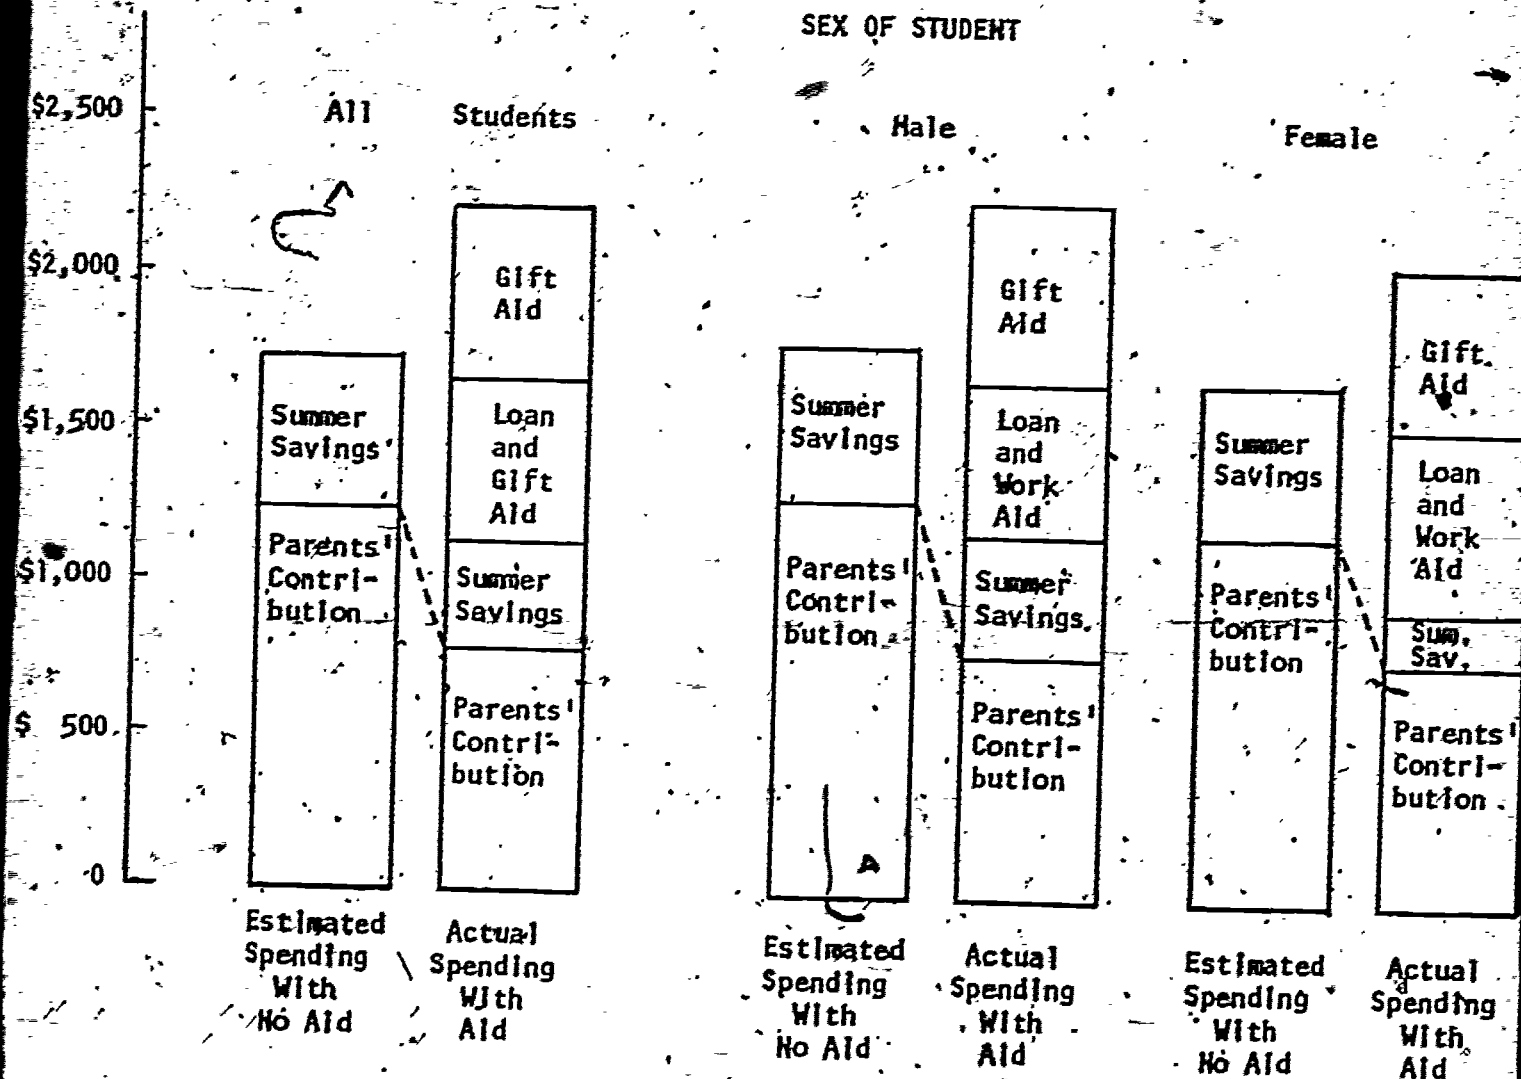 SEX OF STUDENT
All Students
Hale
Female
$2,500
$2,000
$1,500
$1,000
$ 500
0
Summer
Savings
Parents'
Contri-
bution
Estimated
Spending
With
No Aid
Gift
Aid
Loan
and
Gift
Aid
Summer
Savings
Parents'
Contri-
bution
Actual
Spending
With
Aid
Summer
Savings
Parents'
Contri-
bution
Estimated
Spending
With
No Aid
Gift
Aid
Loan
and
Work
Aid
Summer
Savings
Parents'
Contri-
bution
Actual
Spending
With
Aid
Summer
Savings
Parents'
Contri-
bution
Estimated
Spending
With
No Aid
Gift
Aid
Loan
and
Work
Aid
Sum.
Sav.
Parents'
Contri-
bution
Actual
Spending
With
Aid